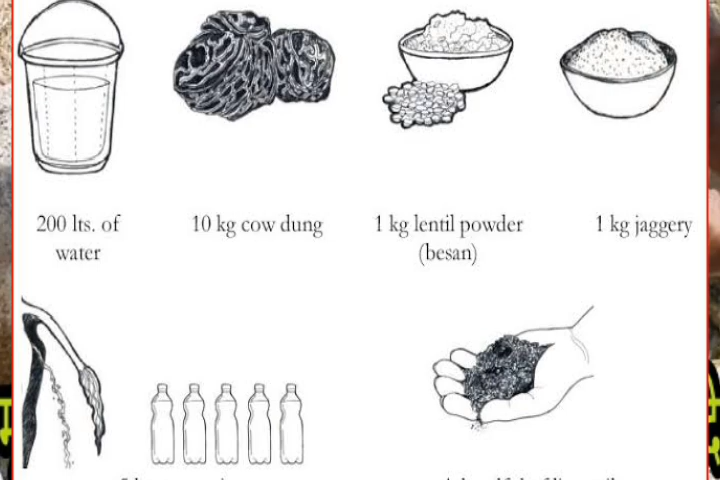 200 lts. of
water
10 kg cow dung
1 kg lentil powder
(besan)
1 kg jaggery